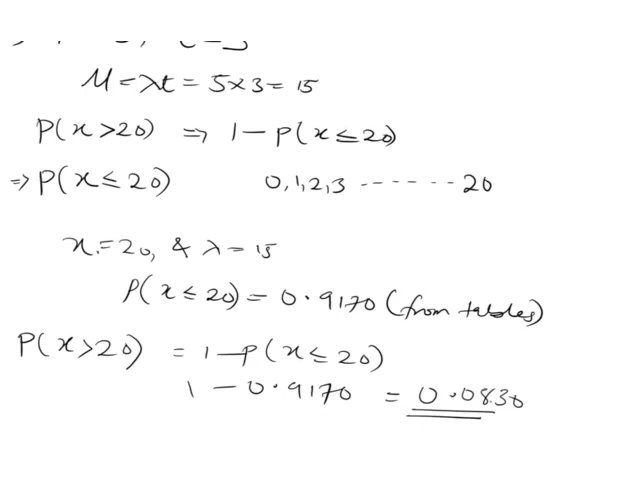 M = λt = 5×3 = 15
P(x>20) ⇒ 1 − P(x≤20)
⇒ P(x≤20) 0,1,2,3 ------- 20
x = 20, & λ = 15
P(x≤20) = 0.9170 (from tables)
P(x>20) = 1 − P(x≤20)
1 − 0.9170 = 0.0830